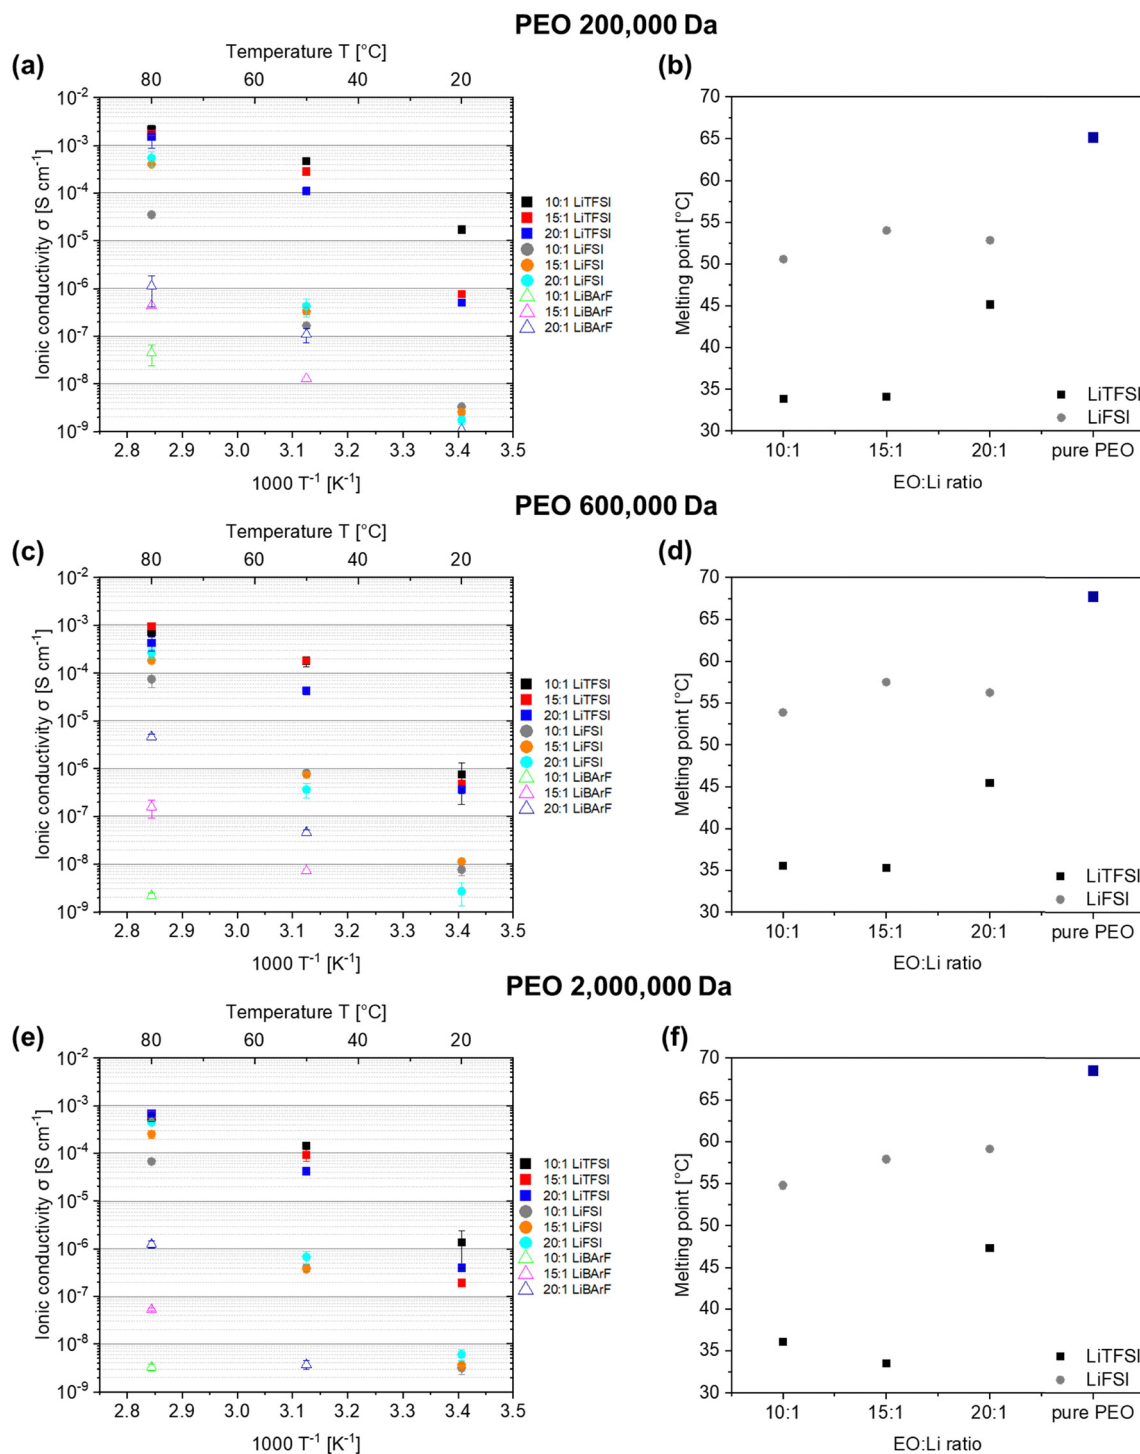 PEO 200,000 Da
(a)
Temperature T [°C]
80 60 40 20
10⁻²
10⁻³
10⁻⁴
10⁻⁵
10⁻⁶
10⁻⁷
10⁻⁸
10⁻⁹
Ionic conductivity σ [S cm⁻¹]
2.8 2.9 3.0 3.1 3.2 3.3 3.4 3.5
1000 T⁻¹ [K⁻¹]
10:1 LiTFSI
15:1 LiTFSI
20:1 LiTFSI
10:1 LiFSI
15:1 LiFSI
20:1 LiFSI
10:1 LiBArF
15:1 LiBArF
20:1 LiBArF
(b)
70
65
60
55
50
45
40
35
30
Melting point [°C]
LiTFSI
LiFSI
10:1 15:1 20:1 pure PEO
EO:Li ratio
PEO 600,000 Da
(c)
Temperature T [°C]
80 60 40 20
10⁻²
10⁻³
10⁻⁴
10⁻⁵
10⁻⁶
10⁻⁷
10⁻⁸
10⁻⁹
Ionic conductivity σ [S cm⁻¹]
2.8 2.9 3.0 3.1 3.2 3.3 3.4 3.5
1000 T⁻¹ [K⁻¹]
10:1 LiTFSI
15:1 LiTFSI
20:1 LiTFSI
10:1 LiFSI
15:1 LiFSI
20:1 LiFSI
10:1 LiBArF
15:1 LiBArF
20:1 LiBArF
(d)
70
65
60
55
50
45
40
35
30
Melting point [°C]
LiTFSI
LiFSI
10:1 15:1 20:1 pure PEO
EO:Li ratio
PEO 2,000,000 Da
(e)
Temperature T [°C]
80 60 40 20
10⁻²
10⁻³
10⁻⁴
10⁻⁵
10⁻⁶
10⁻⁷
10⁻⁸
10⁻⁹
Ionic conductivity σ [S cm⁻¹]
2.8 2.9 3.0 3.1 3.2 3.3 3.4 3.5
1000 T⁻¹ [K⁻¹]
10:1 LiTFSI
15:1 LiTFSI
20:1 LiTFSI
10:1 LiFSI
15:1 LiFSI
20:1 LiFSI
10:1 LiBArF
15:1 LiBArF
20:1 LiBArF
(f)
70
65
60
55
50
45
40
35
30
Melting point [°C]
LiTFSI
LiFSI
10:1 15:1 20:1 pure PEO
EO:Li ratio